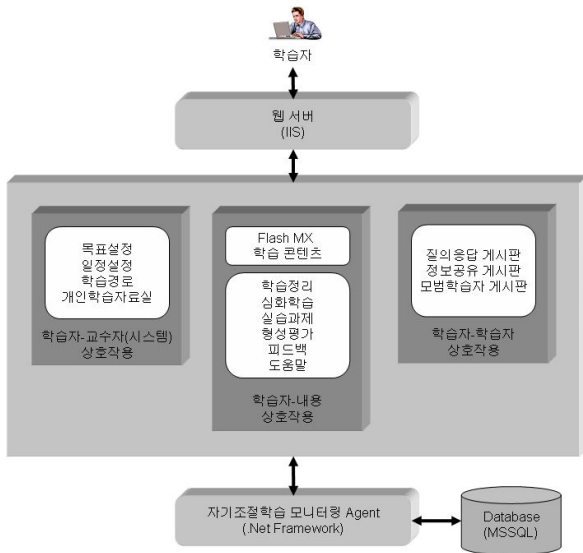 학습자
웹 서버
(IIS)
목표설정
일정설정
학습경로
개인학습자료실
학습자-교수자(시스템)
상호작용
Flash MX
학습 콘텐츠
학습정리
심화학습
실습과제
형성평가
피드백
도움말
학습자-내용
상호작용
질의응답 게시판
정보공유 게시판
모범학습자 게시판
학습자-학습자
상호작용
자기조절학습 모니터링 Agent
(.Net Framework)
Database
(MSSQL)